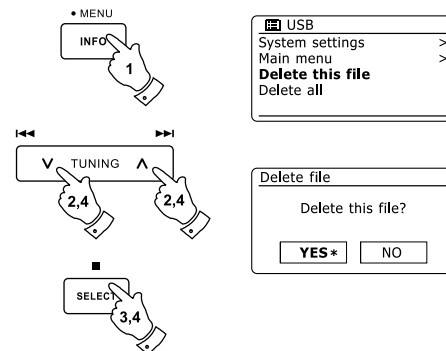 • MENU
INFO
1
TUNING
2,4
2,4
SELECT
3,4
USB
System settings >
Main menu >
Delete this file
Delete all
Delete file
Delete this file?
YES*
NO